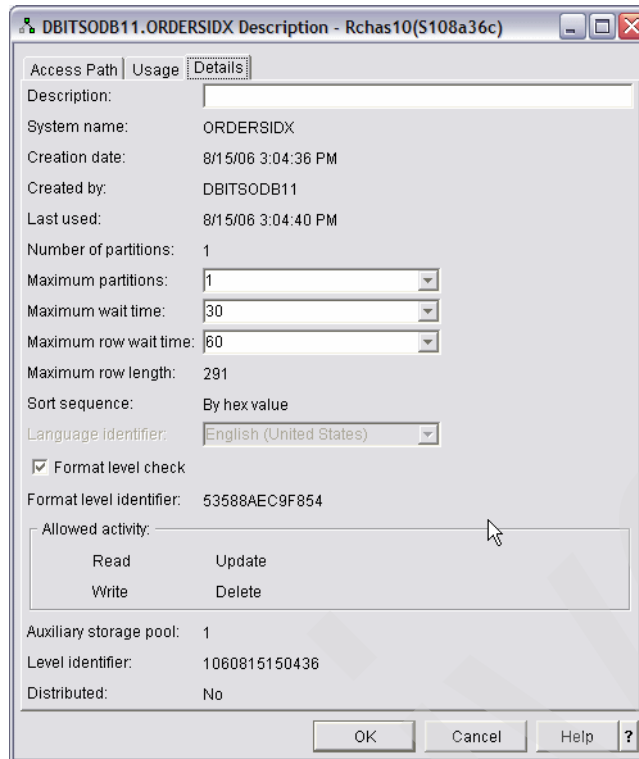 DBITSODB11.ORDERSIDX Description - Rchas10(S108a36c)
Access Path Usage Details
Description:
System name: ORDERSIDX
Creation date: 8/15/06 3:04:36 PM
Created by: DBITSODB11
Last used: 8/15/06 3:04:40 PM
Number of partitions: 1
Maximum partitions: 1
Maximum wait time: 30
Maximum row wait time: 60
Maximum row length: 291
Sort sequence: By hex value
Language identifier: English (United States)
Format level check
Format level identifier: 53588AEC9F854
Allowed activity:
Read Update
Write Delete
Auxiliary storage pool: 1
Level identifier: 1060815150436
Distributed: No
OK Cancel Help ?